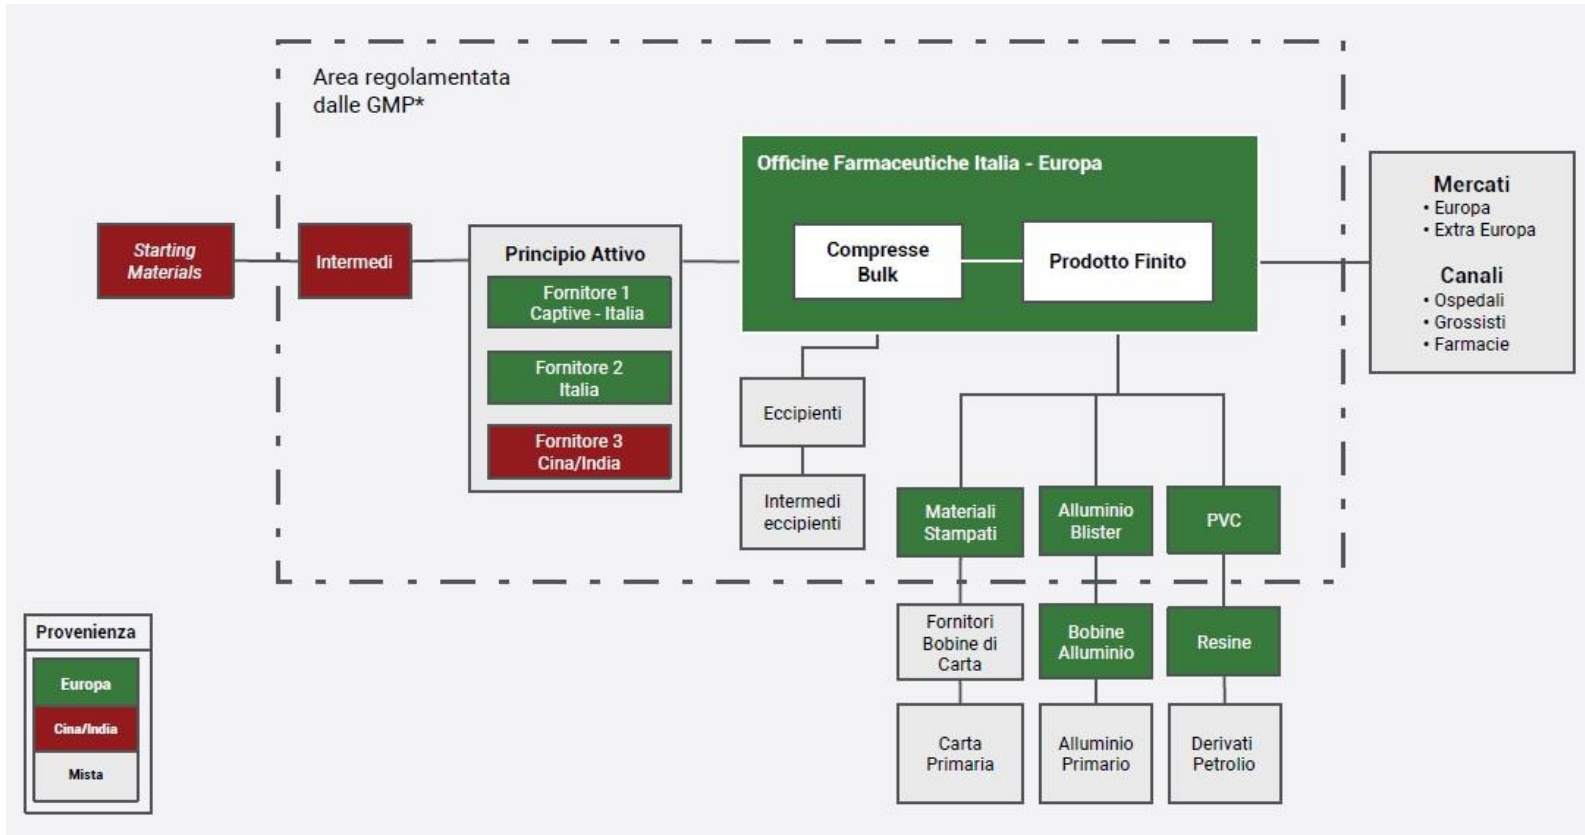 Area regolamentata
dalle GMP*
Starting
Materials
Intermedi
Principio Attivo
Fornitore 1
Captive - Italia
Fornitore 2
Italia
Fornitore 3
Cina/India
Officine Farmaceutiche Italia - Europa
Compresse
Bulk
Prodotto Finito
Mercati
• Europa
• Extra Europa
Canali
• Ospedali
• Grossisti
• Farmacie
Eccipienti
Intermedi
eccipienti
Materiali
Stampati
Alluminio
Blister
PVC
Fornitori
Bobine di
Carta
Bobine
Alluminio
Resine
Carta
Primaria
Alluminio
Primario
Derivati
Petrolio
Provenienza
Europa
Cina/India
Mista